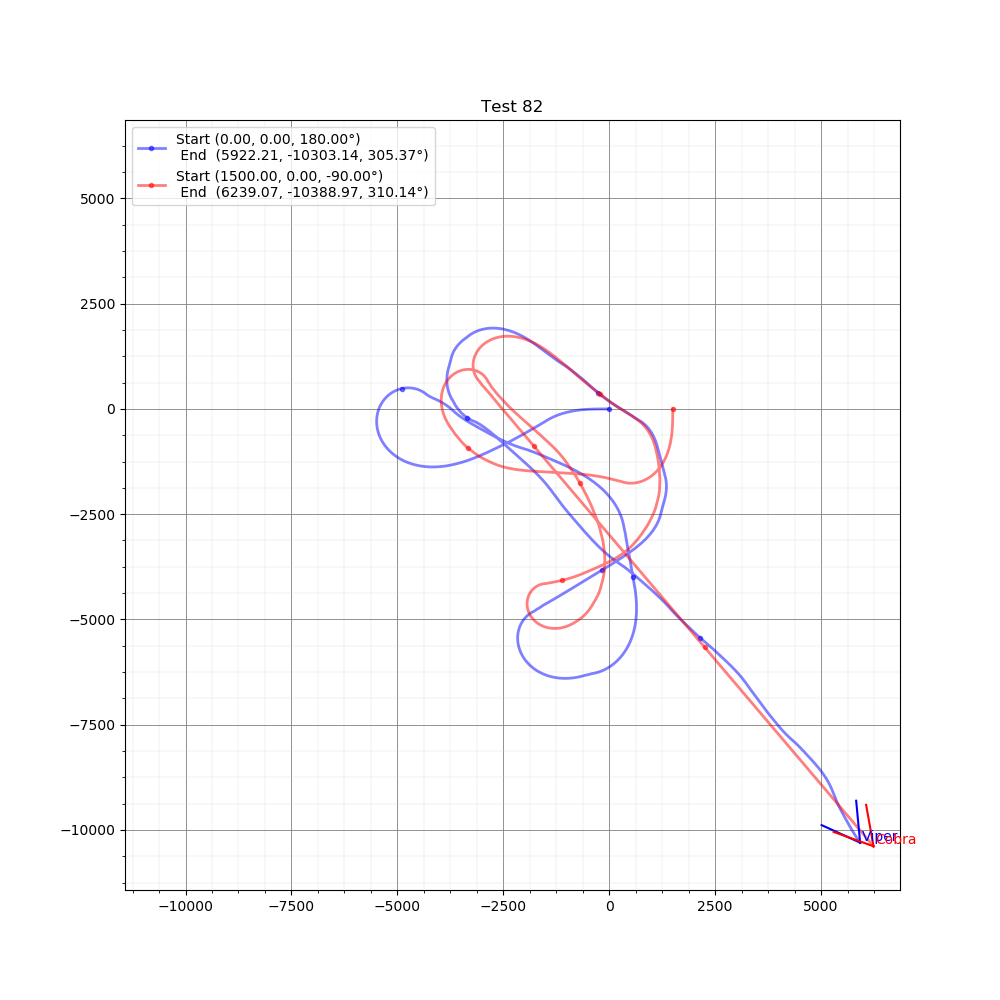 Test 82
Start (0.00, 0.00, 180.00°)
End (5922.21, -10303.14, 305.37°)
Start (1500.00, 0.00, -90.00°)
End (6239.07, -10388.97, 310.14°)
5000
2500
0
−2500
−5000
−7500
−10000
Viper
Cobra
−10000 −7500 −5000 −2500 0 2500 5000